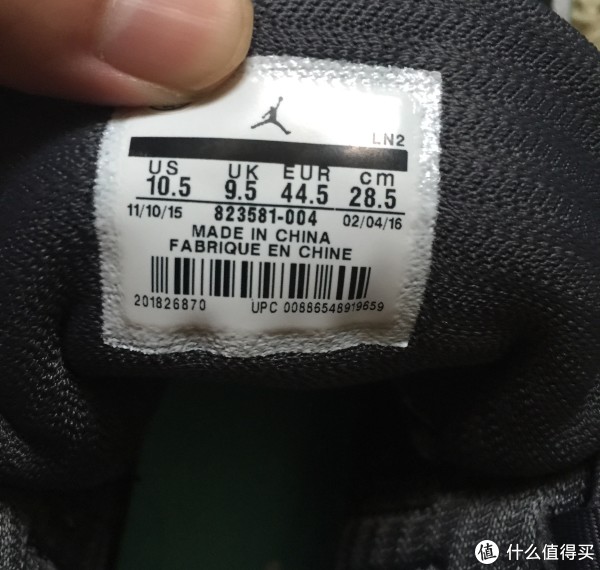 LN2
US UK EUR cm
10.5 9.5 44.5 28.5
11/10/15 823581-004 02/04/16
MADE IN CHINA
FABRIQUE EN CHINE
201826870 UPC 00886548919659
值 什么值得买